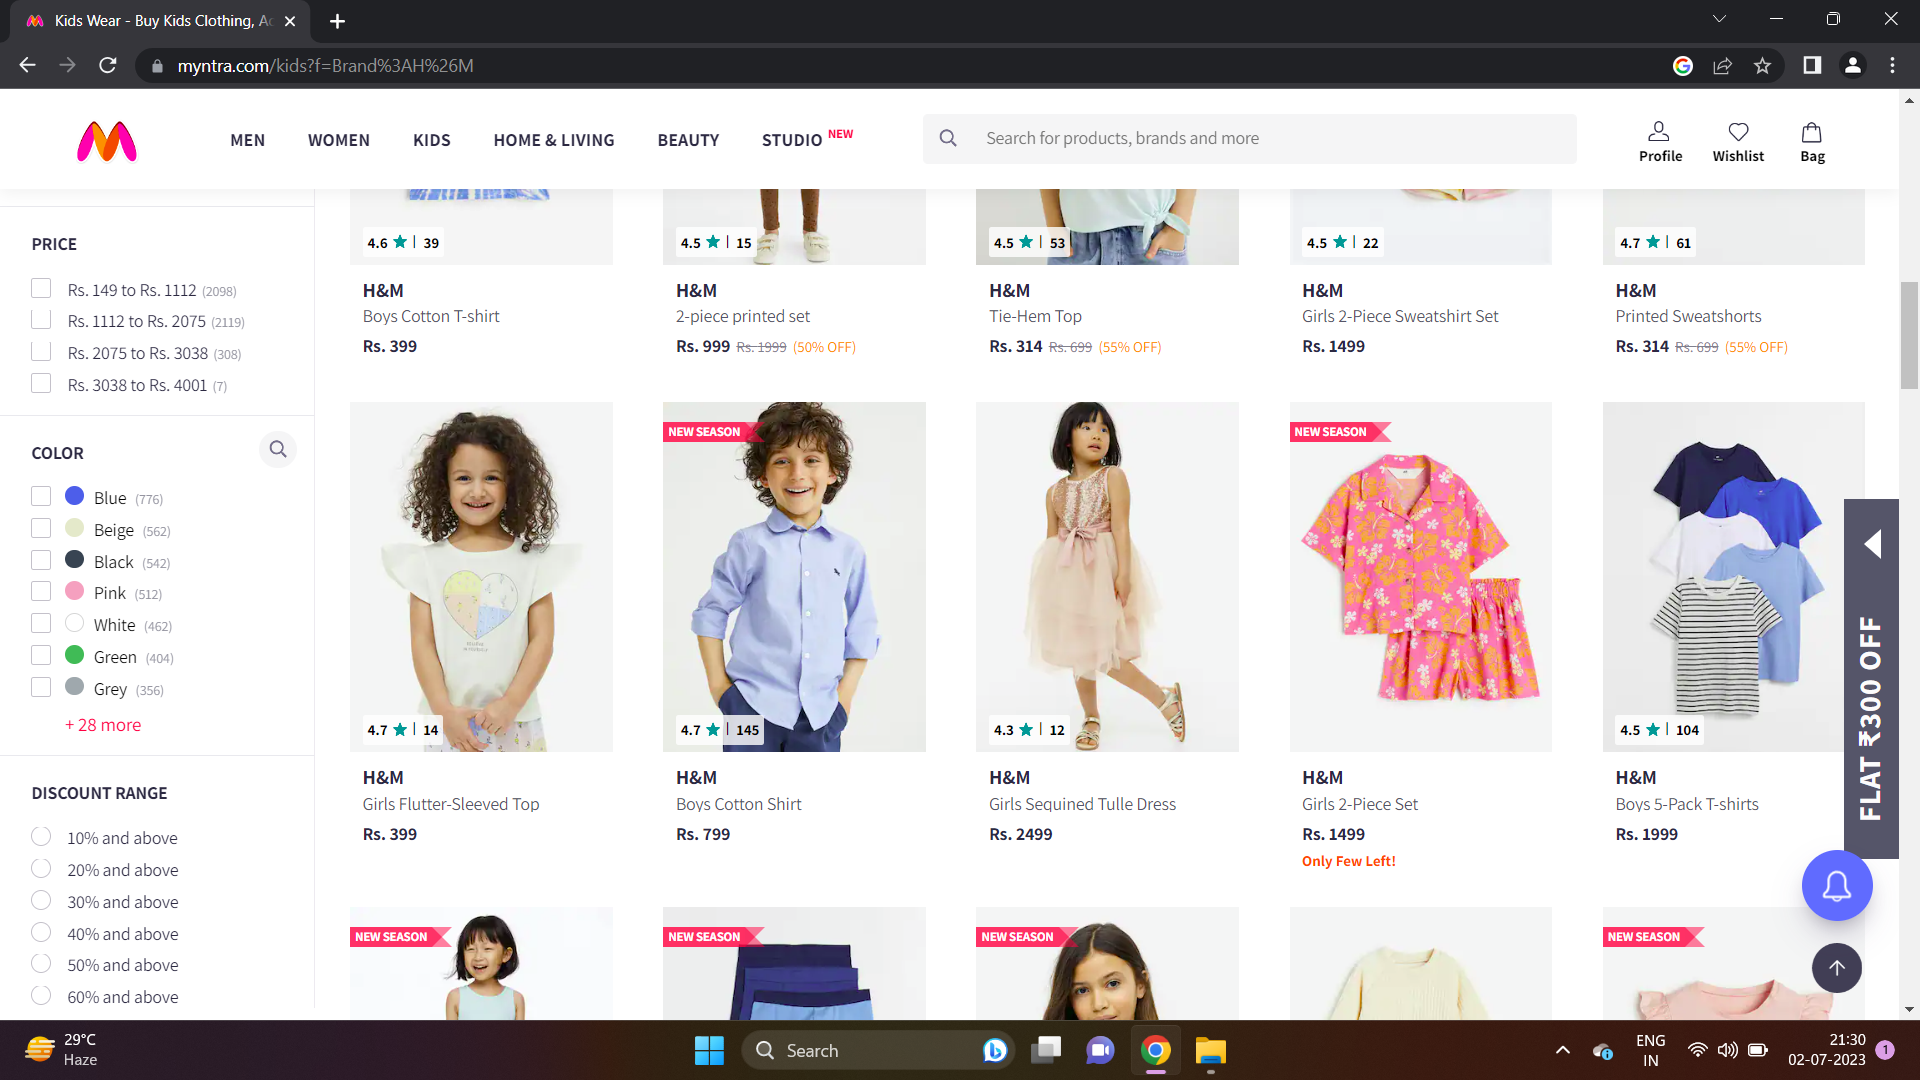 Kids Wear - Buy Kids Clothing, Ac
myntra.com/kids?f=Brand%3AH%26M
MEN WOMEN KIDS HOME & LIVING BEAUTY STUDIO NEW
Search for products, brands and more
Profile Wishlist Bag
PRICE
Rs. 149 to Rs. 1112 (2098)
Rs. 1112 to Rs. 2075 (2119)
Rs. 2075 to Rs. 3038 (308)
Rs. 3038 to Rs. 4001 (7)
COLOR
Blue (776)
Beige (562)
Black (542)
Pink (512)
White (462)
Green (404)
Grey (356)
+ 28 more
DISCOUNT RANGE
10% and above
20% and above
30% and above
40% and above
50% and above
60% and above
4.6 | 39
H&M
Boys Cotton T-shirt
Rs. 399
4.5 | 15
H&M
2-piece printed set
Rs. 999 Rs. 1999 (50% OFF)
4.5 | 53
H&M
Tie-Hem Top
Rs. 314 Rs. 699 (55% OFF)
4.5 | 22
H&M
Girls 2-Piece Sweatshirt Set
Rs. 1499
4.7 | 61
H&M
Printed Sweatshorts
Rs. 314 Rs. 699 (55% OFF)
4.7 | 14
H&M
Girls Flutter-Sleeved Top
Rs. 399
NEW SEASON
4.7 | 145
H&M
Boys Cotton Shirt
Rs. 799
4.3 | 12
H&M
Girls Sequined Tulle Dress
Rs. 2499
NEW SEASON
H&M
Girls 2-Piece Set
Rs. 1499
Only Few Left!
4.5 | 104
H&M
Boys 5-Pack T-shirts
Rs. 1999
FLAT ₹300 OFF
NEW SEASON
NEW SEASON
NEW SEASON
NEW SEASON
29°C
Haze
Search
ENG
IN
21:30
02-07-2023
1